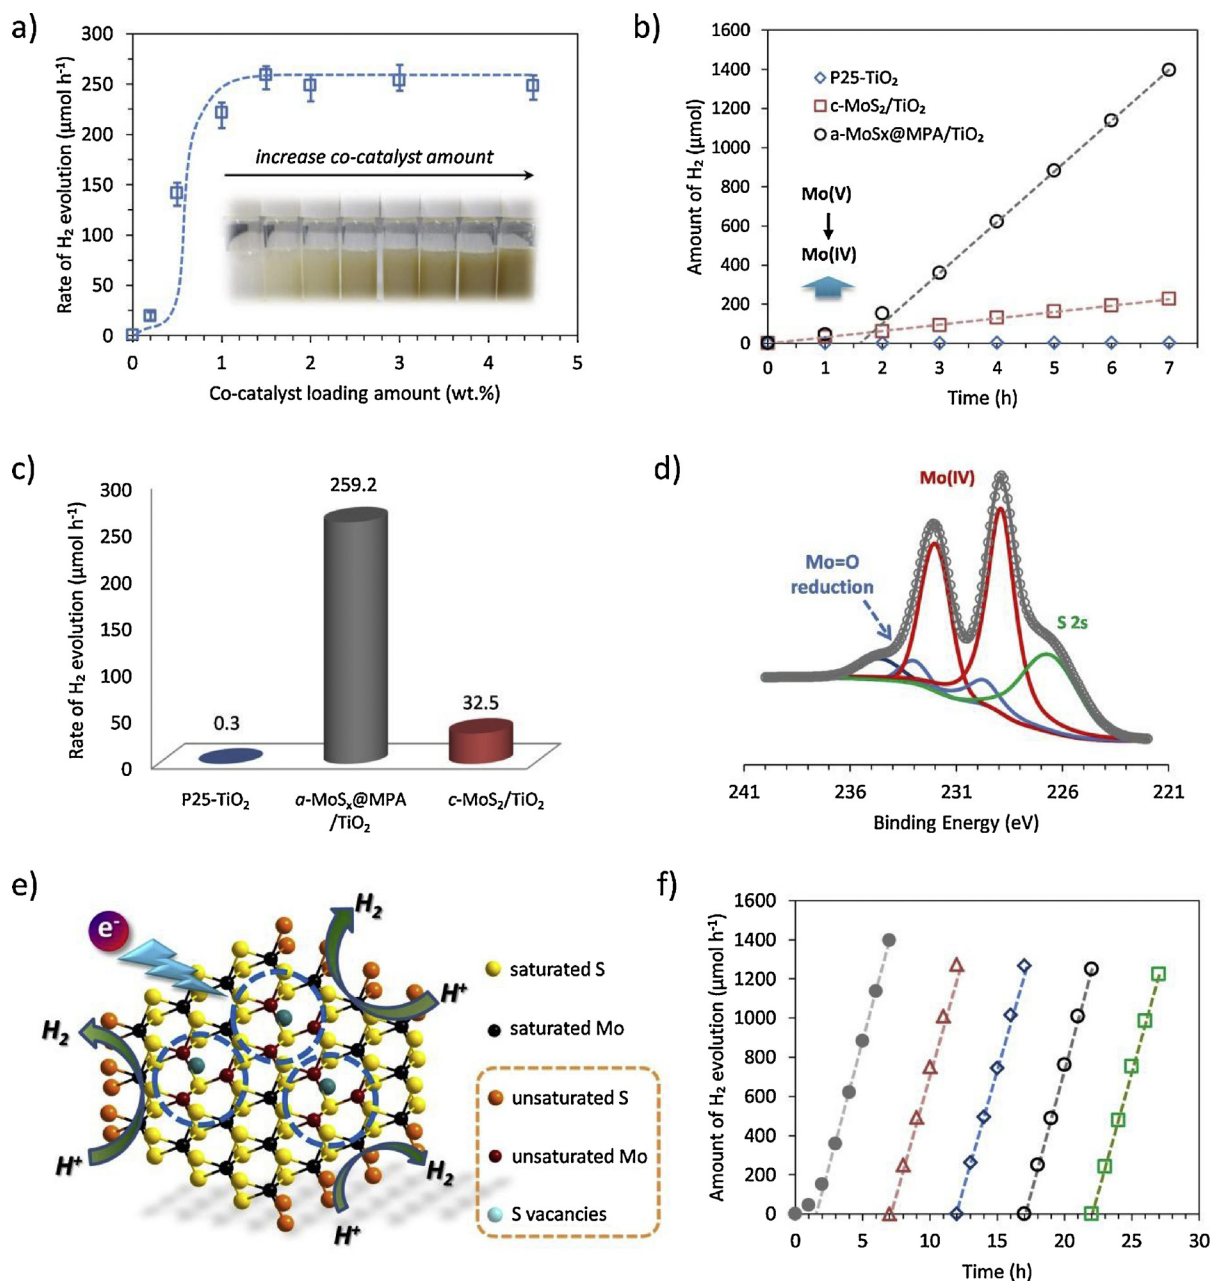 a)
Rate of H₂ evolution (µmol h⁻¹)
300
250
200
150
100
50
0
increase co-catalyst amount
0 1 2 3 4 5
Co-catalyst loading amount (wt.%)
b)
Amount of H₂ (µmol)
1600
1400
1200
1000
800
600
400
200
0
P25-TiO₂
c-MoS₂/TiO₂
a-MoSx@MPA/TiO₂
Mo(V)
Mo(IV)
0 1 2 3 4 5 6 7
Time (h)
c)
Rate of H₂ evolution (µmol h⁻¹)
300
250
200
150
100
50
0
0.3
259.2
32.5
P25-TiO₂
a-MoSₓ@MPA
/TiO₂
c-MoS₂/TiO₂
d)
Mo(IV)
Mo=O
reduction
S 2s
241 236 231 226 221
Binding Energy (eV)
e)
e⁻
H₂
H⁺
H₂
H⁺
H₂
H⁺
saturated S
saturated Mo
unsaturated S
unsaturated Mo
S vacancies
f)
Amount of H₂ evolution (µmol h⁻¹)
1600
1400
1200
1000
800
600
400
200
0
0 5 10 15 20 25 30
Time (h)